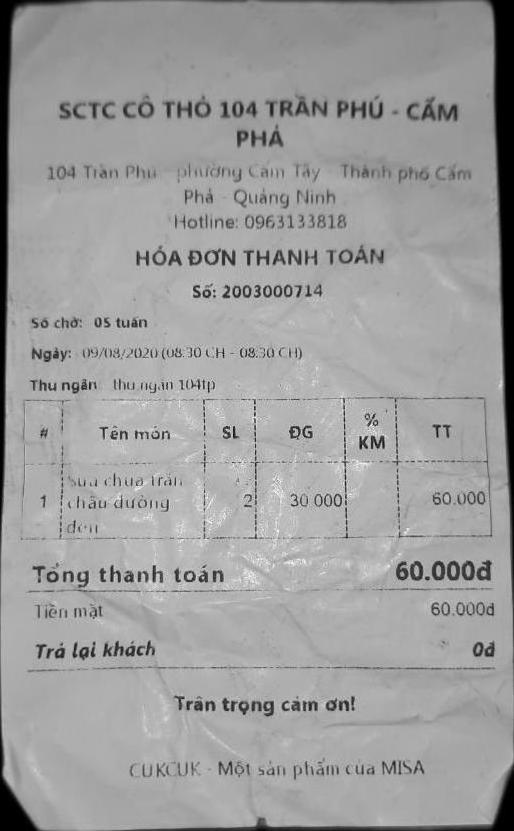 SCTC CÔ THỎ 104 TRẦN PHÚ - CẨM
PHẢ
104 Trần Phú - phường Cẩm Tây - Thành phố Cẩm
Phả - Quảng Ninh
Hotline: 0963133818
HÓA ĐƠN THANH TOÁN
Số: 2003000714
Số chờ: 05 tuấn
Ngày: 09/08/2020 (08:30 CH - 08:30 CH)
Thu ngân: thu ngân 104tp
# Tên món SL ĐG % KM TT
1 Sữa chua trân châu đường đen 2 30.000 60.000
Tổng thanh toán 60.000đ
Tiền mặt 60.000đ
Trả lại khách 0đ
Trân trọng cảm ơn!
CUKCUK - Một sản phẩm của MISA